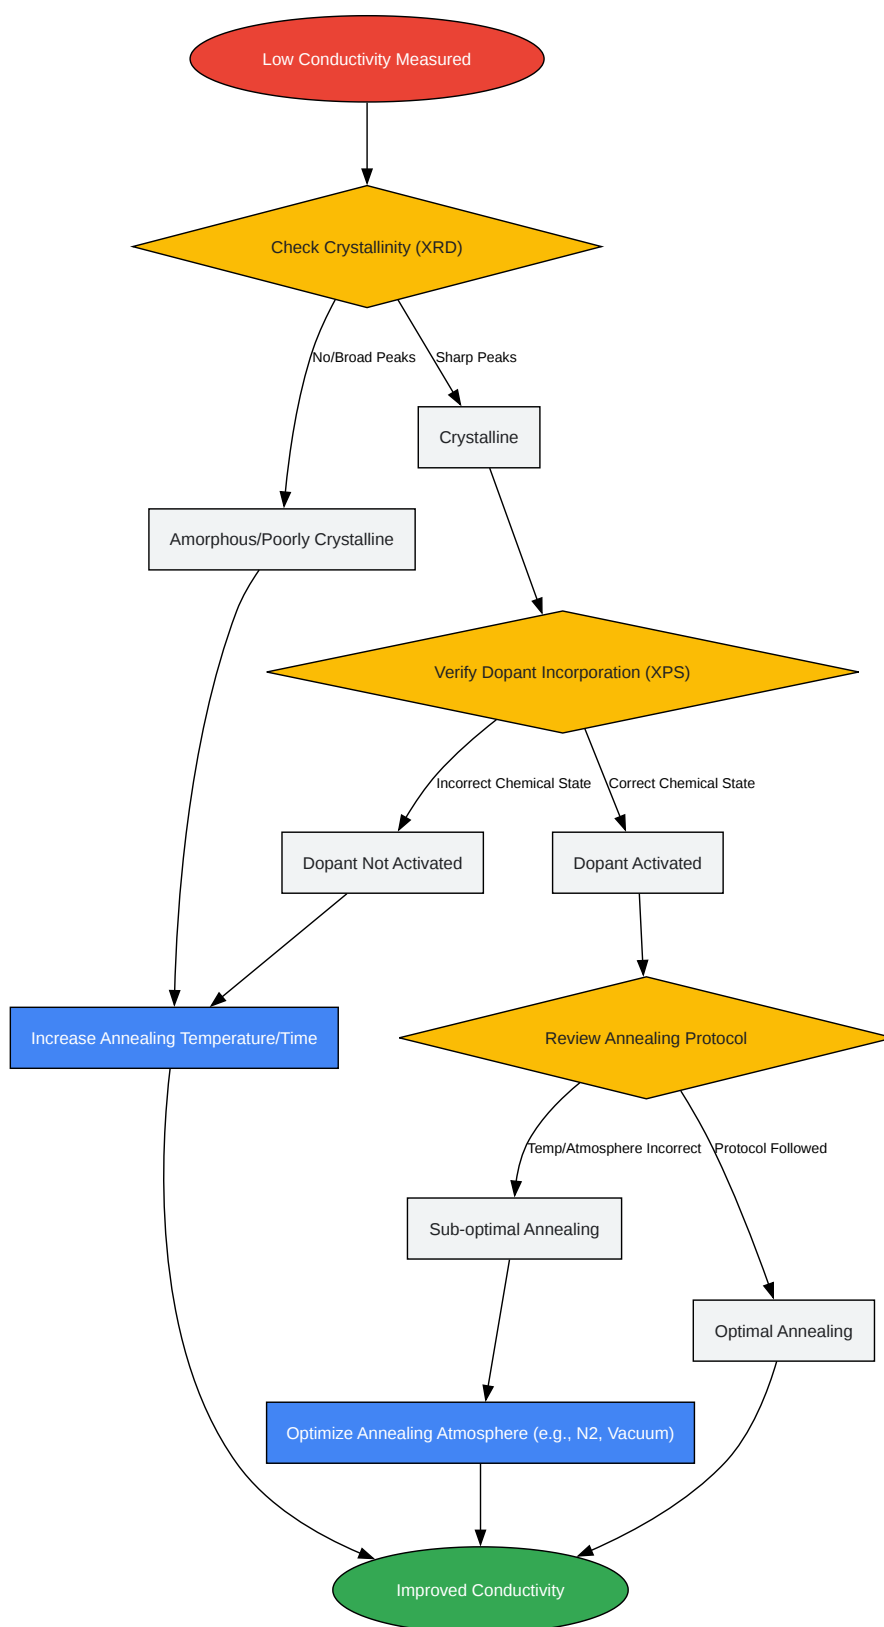 Low Conductivity Measured
Check Crystallinity (XRD)
No/Broad Peaks
Sharp Peaks
Crystalline
Amorphous/Poorly Crystalline
Verify Dopant Incorporation (XPS)
Incorrect Chemical State
Correct Chemical State
Dopant Not Activated
Dopant Activated
Increase Annealing Temperature/Time
Review Annealing Protocol
Temp/Atmosphere Incorrect
Protocol Followed
Sub-optimal Annealing
Optimal Annealing
Optimize Annealing Atmosphere (e.g., N2, Vacuum)
Improved Conductivity